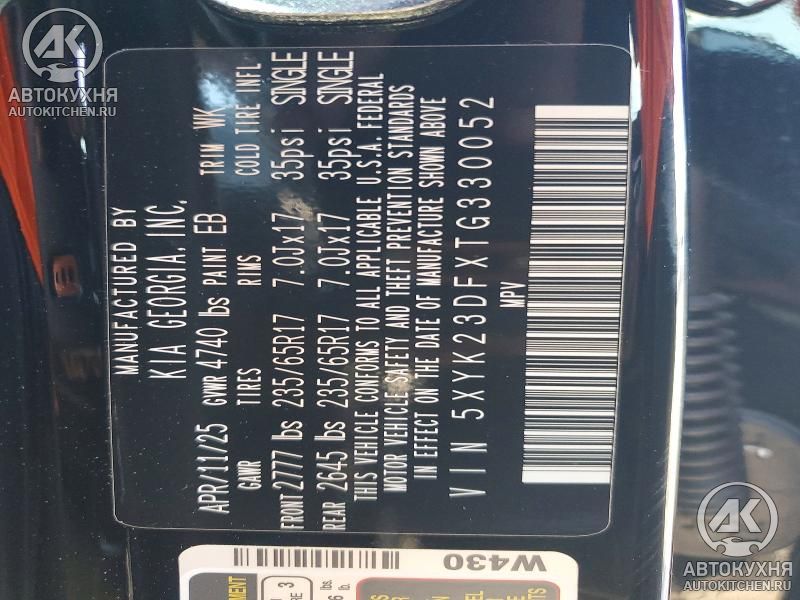 MANUFACTURED BY
KIA GEORGIA, INC.
APR/11/25 GVWR 4740 lbs PAINT EB TRIM WK
GAWR TIRES RIMS COLD TIRE INFL
FRONT 2777 lbs 235/65R17 7.0Jx17 35psi SINGLE
REAR 2645 lbs 235/65R17 7.0Jx17 35psi SINGLE
THIS VEHICLE CONFORMS TO ALL APPLICABLE U.S.A. FEDERAL
MOTOR VEHICLE SAFETY AND THEFT PREVENTION STANDARDS
IN EFFECT ON THE DATE OF MANUFACTURE SHOWN ABOVE
VIN 5XYK23DFXTG330052
MPV
W430
AK
АВТОКУХНЯ
AUTOKITCHEN.RU
AK
АВТОКУХНЯ
AUTOKITCHEN.RU